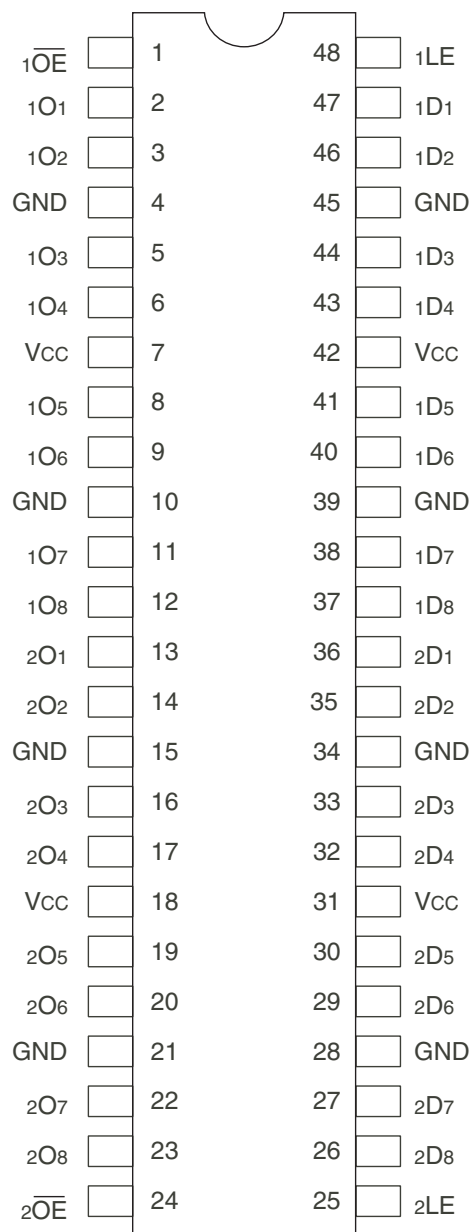 1O̅E̅ 1 48 1LE
1O1 2 47 1D1
1O2 3 46 1D2
GND 4 45 GND
1O3 5 44 1D3
1O4 6 43 1D4
VCC 7 42 VCC
1O5 8 41 1D5
1O6 9 40 1D6
GND 10 39 GND
1O7 11 38 1D7
1O8 12 37 1D8
2O1 13 36 2D1
2O2 14 35 2D2
GND 15 34 GND
2O3 16 33 2D3
2O4 17 32 2D4
VCC 18 31 VCC
2O5 19 30 2D5
2O6 20 29 2D6
GND 21 28 GND
2O7 22 27 2D7
2O8 23 26 2D8
2O̅E̅ 24 25 2LE